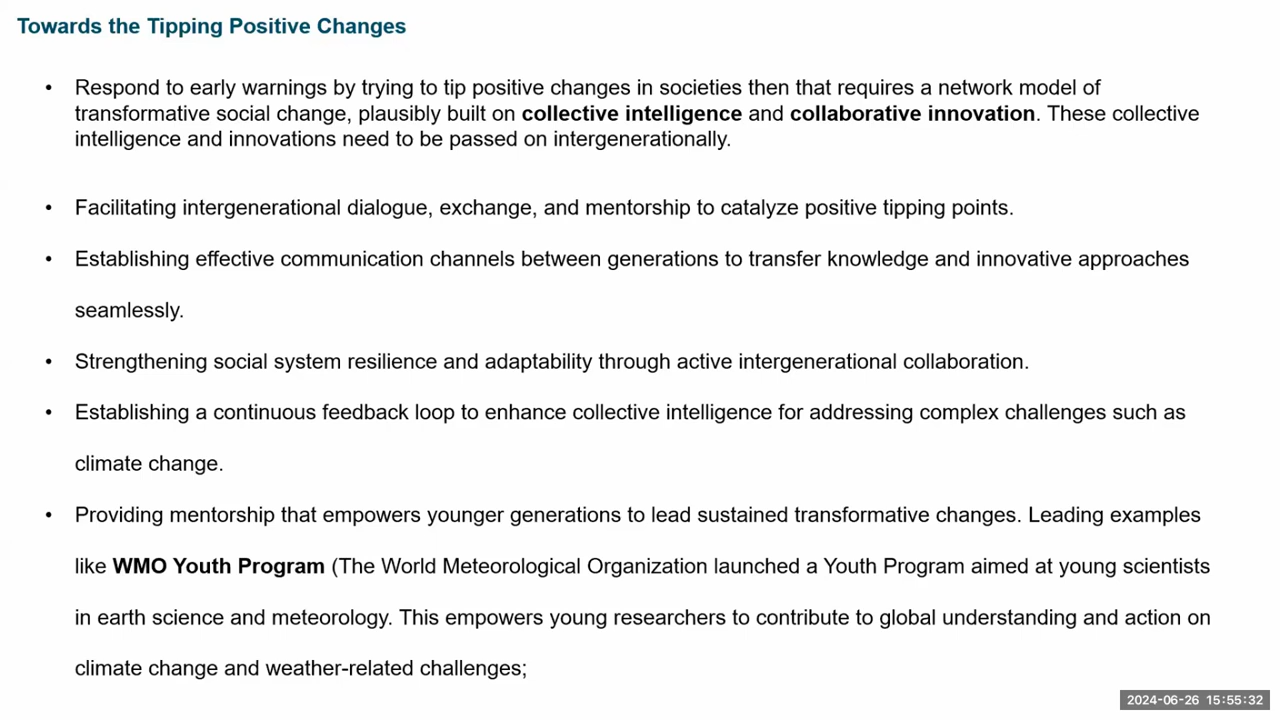 Towards the Tipping Positive Changes
• Respond to early warnings by trying to tip positive changes in societies then that requires a network model of
transformative social change, plausibly built on collective intelligence and collaborative innovation. These collective
intelligence and innovations need to be passed on intergenerationally.
• Facilitating intergenerational dialogue, exchange, and mentorship to catalyze positive tipping points.
• Establishing effective communication channels between generations to transfer knowledge and innovative approaches
seamlessly.
• Strengthening social system resilience and adaptability through active intergenerational collaboration.
• Establishing a continuous feedback loop to enhance collective intelligence for addressing complex challenges such as
climate change.
• Providing mentorship that empowers younger generations to lead sustained transformative changes. Leading examples
like WMO Youth Program (The World Meteorological Organization launched a Youth Program aimed at young scientists
in earth science and meteorology. This empowers young researchers to contribute to global understanding and action on
climate change and weather-related challenges;
2024-06-26 15:55:32